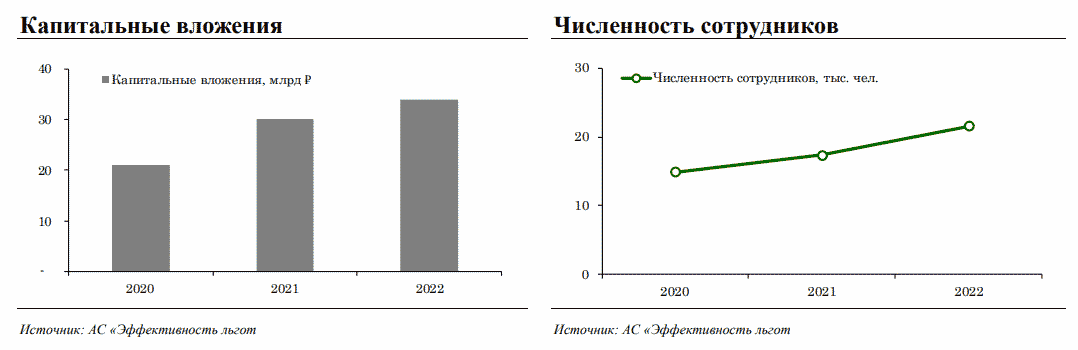 Капитальные вложения
40
Капитальные вложения, млрд ₽
30
20
10
-
2020 2021 2022
Источник: АС «Эффективность льгот
Численность сотрудников
30
Численность сотрудников, тыс. чел.
20
10
0
2020 2021 2022
Источник: АС «Эффективность льгот